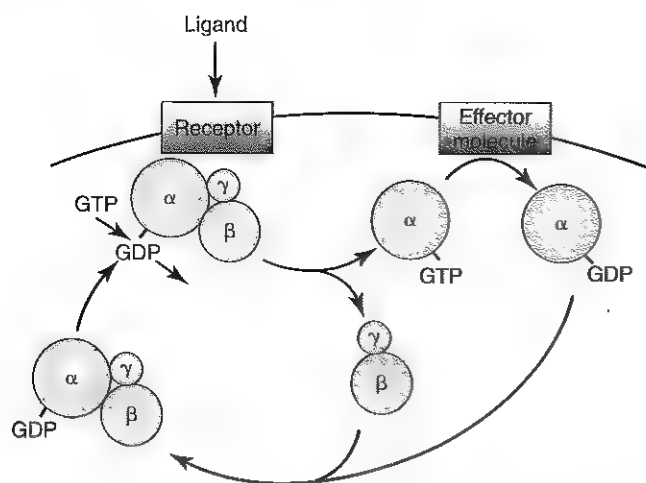 Ligand
Receptor
Effector
molecule
α
γ
β
GTP
GDP
α
GTP
α
GDP
γ
β
α
γ
β
GDP